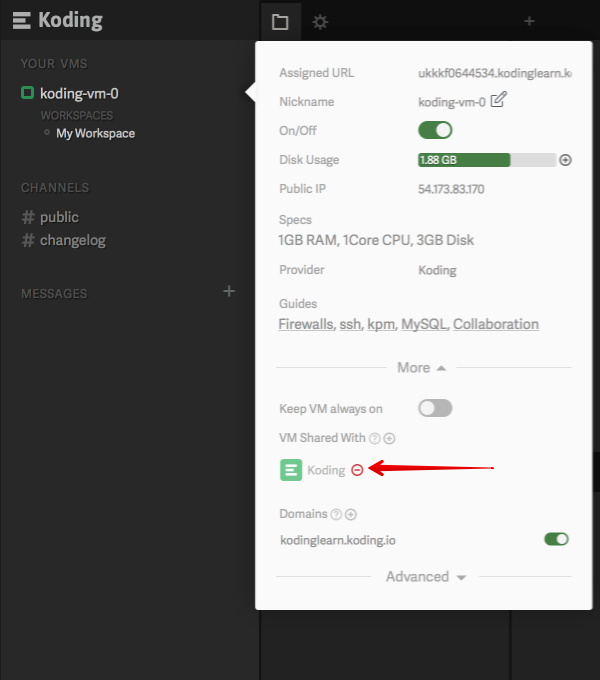 Koding
YOUR VMS
koding-vm-0
WORKSPACES
My Workspace
CHANNELS
# public
# changelog
MESSAGES +
+
Assigned URL ukkkf0644534.kodinglearn.k
Nickname koding-vm-0
On/Off
Disk Usage 1.88 GB
Public IP 54.173.83.170
Specs
1GB RAM, 1Core CPU, 3GB Disk
Provider Koding
Guides
Firewalls, ssh, kpm, MySQL, Collaboration
More
Keep VM always on
VM Shared With
Koding
Domains
kodinglearn.koding.io
Advanced